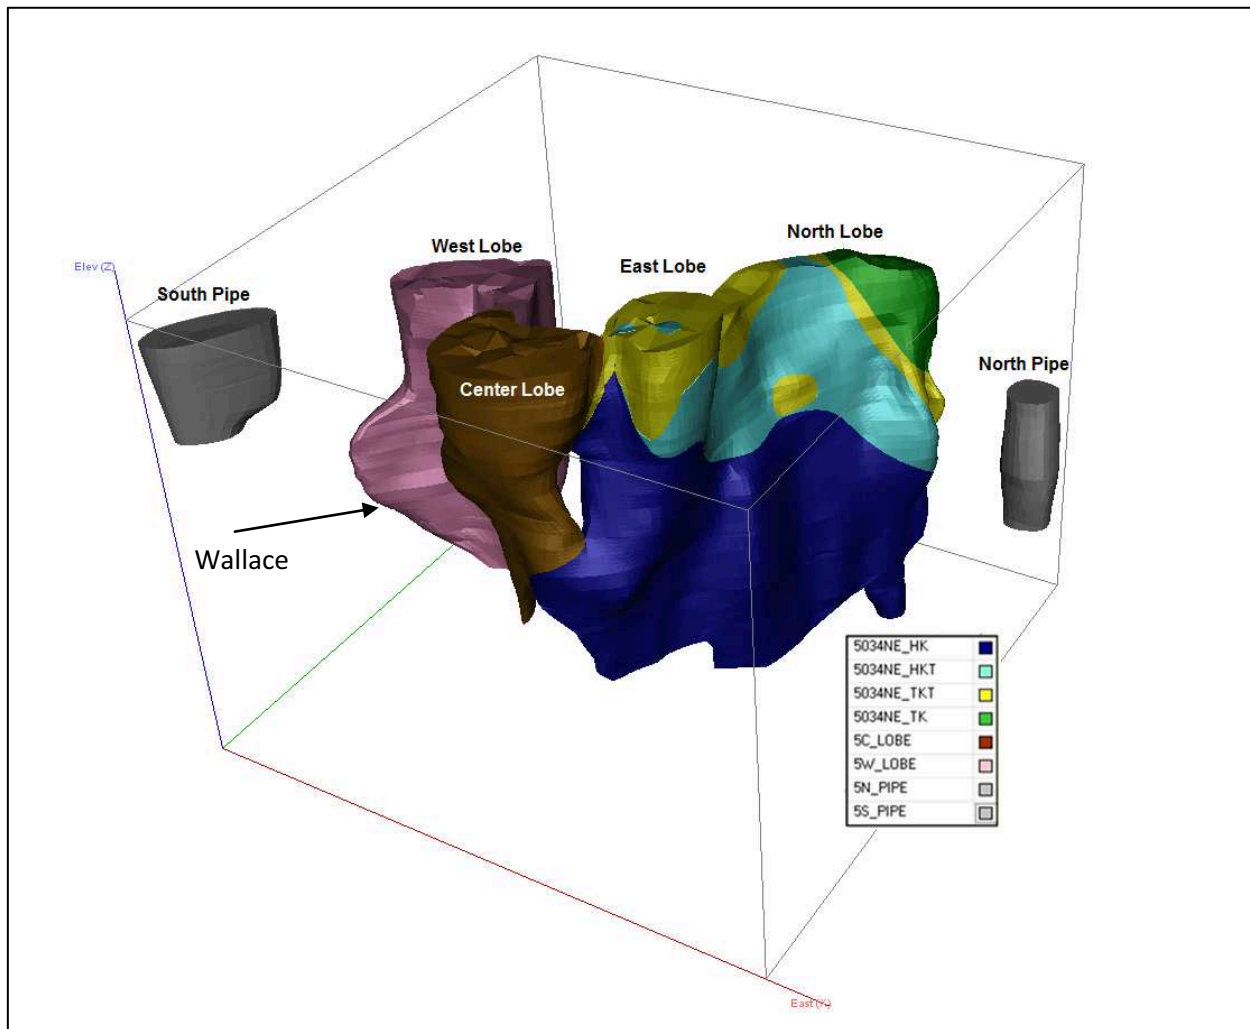 North Lobe
West Lobe
East Lobe
Elev (Z)
South Pipe
North Pipe
Center Lobe
Wallace
5034NE_HK
5034NE_HKT
5034NE_TKT
5034NE_TK
5C_LOBE
5W_LOBE
5N_PIPE
5S_PIPE